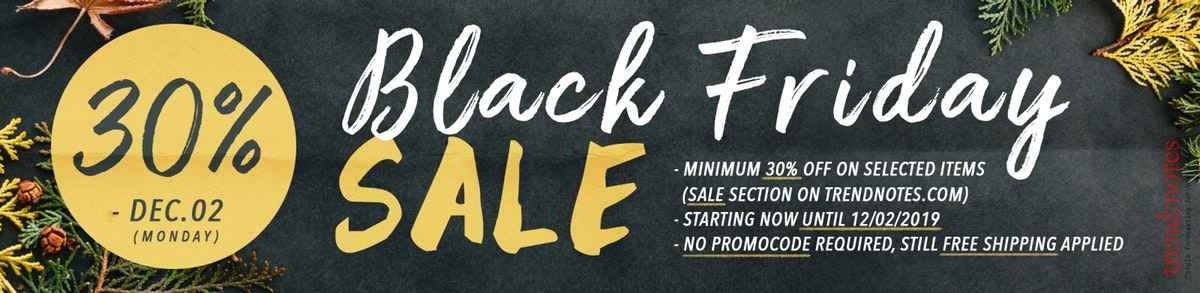 30%
- DEC.02
(MONDAY)
Black Friday
SALE
- MINIMUM 30% OFF ON SELECTED ITEMS
(SALE SECTION ON TRENDNOTES.COM)
- STARTING NOW UNTIL 12/02/2019
- NO PROMOCODE REQUIRED, STILL FREE SHIPPING APPLIED
trendnotes